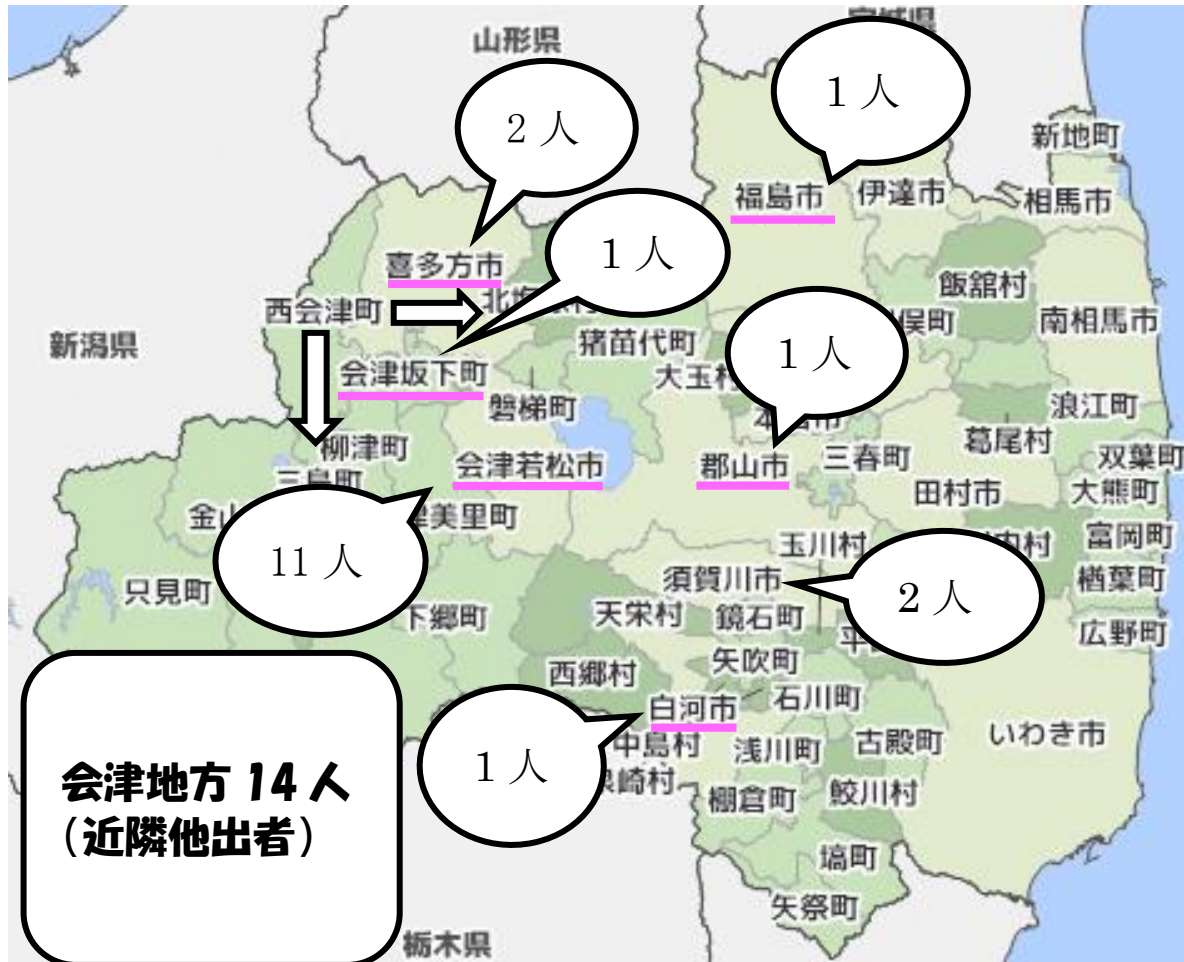 山形県
1人
2人
新地町
福島市
伊達市
相馬市
1人
喜多方市
飯舘村
西会津町
南相馬市
新潟県
猪苗代町
1人
会津坂下町
大玉村
磐梯町
浪江町
柳津町
葛尾村
双葉町
会津若松市
郡山市
三春町
三島町
田村市
大熊町
富岡町
11人
玉川村
須賀川市
楢葉町
只見町
2人
下郷町
天栄村
鏡石町
広野町
矢吹町
西郷村
石川町
白河市
いわき市
中島村
浅川町
古殿町
1人
会津地方 14人
(近隣他出者)
棚倉町
鮫川村
塙町
矢祭町
栃木県